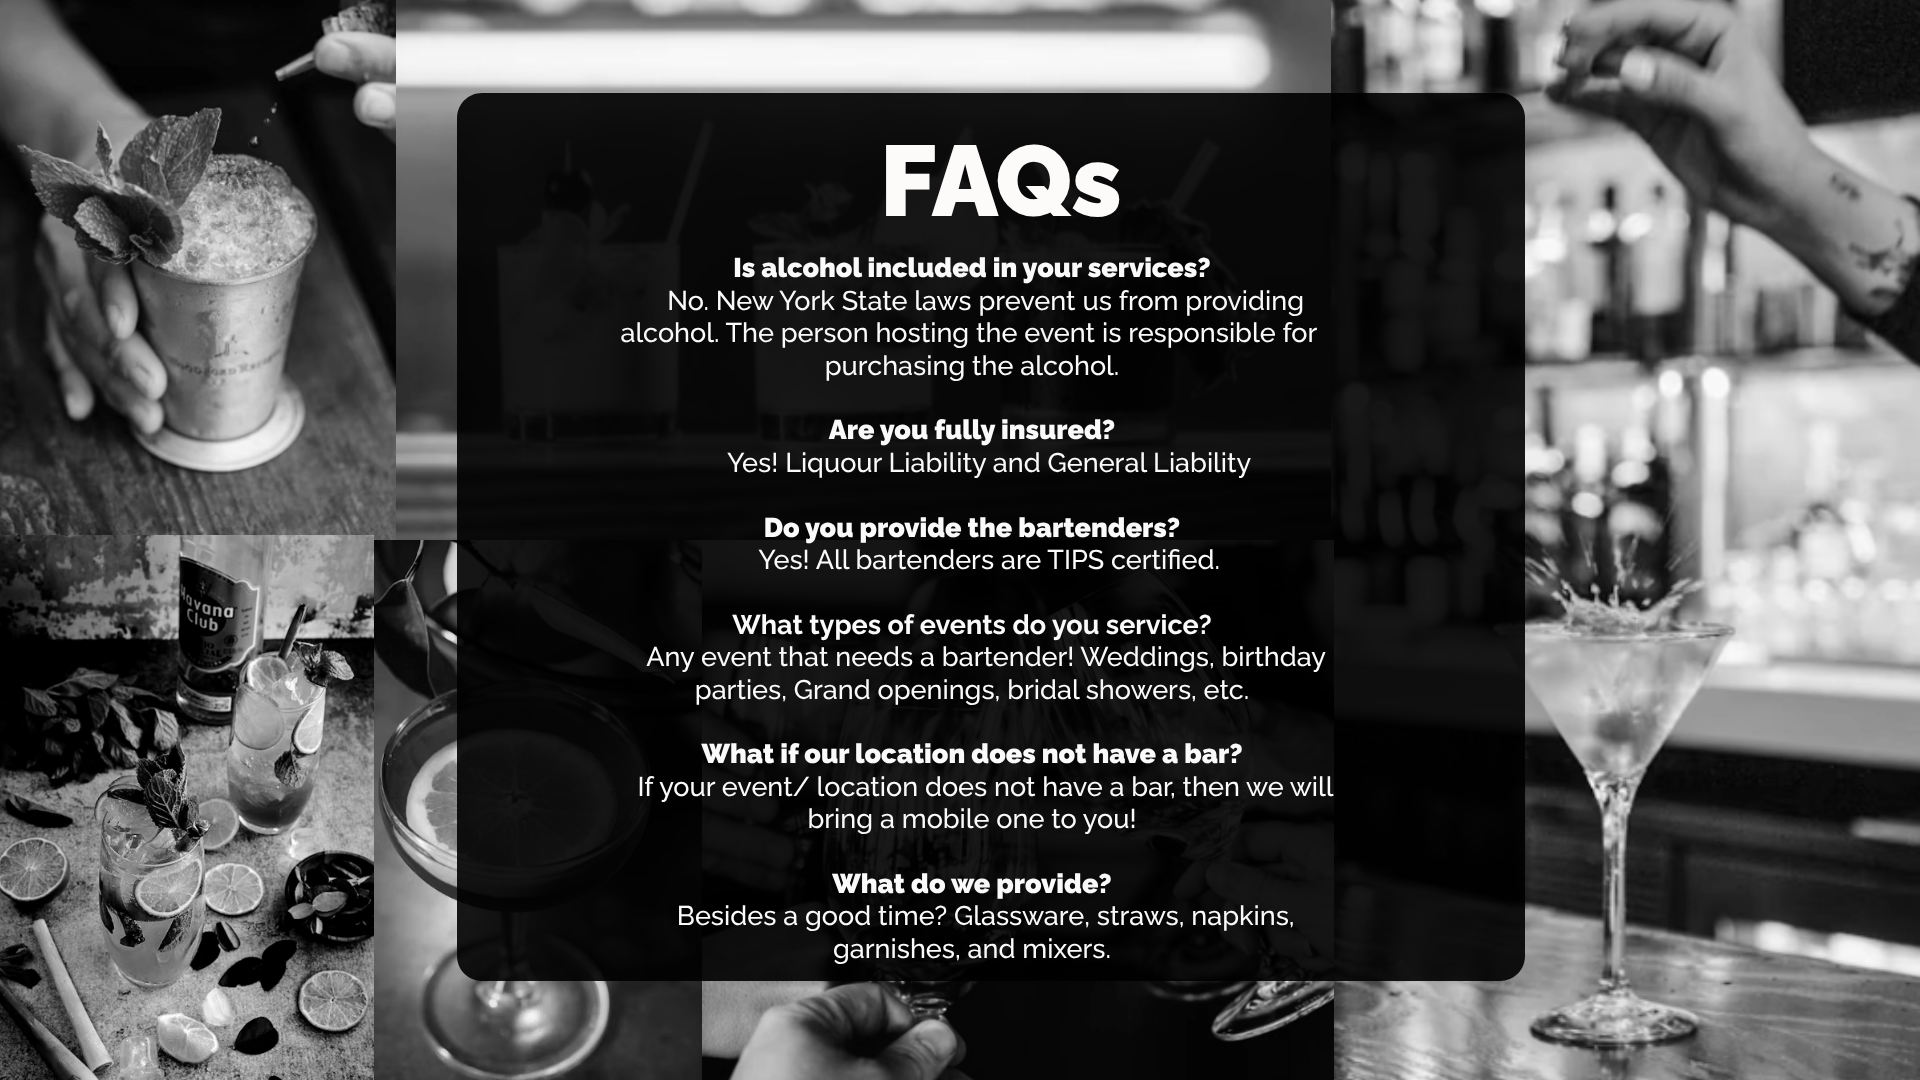 FAQs
Is alcohol included in your services?
No. New York State laws prevent us from providing
alcohol. The person hosting the event is responsible for
purchasing the alcohol.
Are you fully insured?
Yes! Liquour Liability and General Liability
Do you provide the bartenders?
Yes! All bartenders are TIPS certified.
What types of events do you service?
Any event that needs a bartender! Weddings, birthday
parties, Grand openings, bridal showers, etc.
What if our location does not have a bar?
If your event/ location does not have a bar, then we will
bring a mobile one to you!
What do we provide?
Besides a good time? Glassware, straws, napkins,
garnishes, and mixers.
Havana
Club